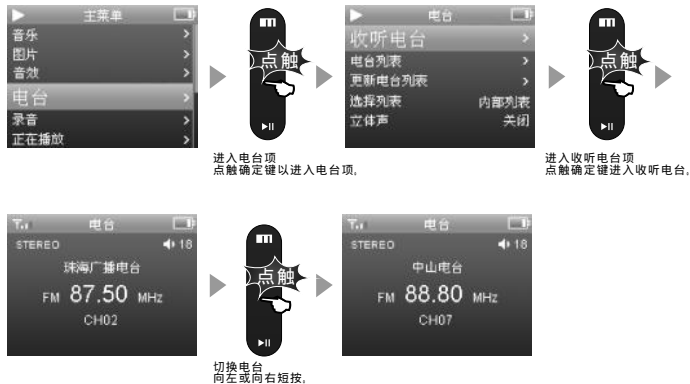 主菜单
音乐
图片
音效
电台
录音
正在播放
点触
进入电台项
点触确定键以进入电台项,
电台
收听电台
电台列表
更新电台列表
选择列表 内部列表
立体声 关闭
点触
进入收听电台项
点触确定键进入收听电台,
电台
STEREO 18
珠海广播电台
FM 87.50 MHz
CH02
点触
切换电台
向左或向右短按,
电台
STEREO 18
中山电台
FM 88.80 MHz
CH07